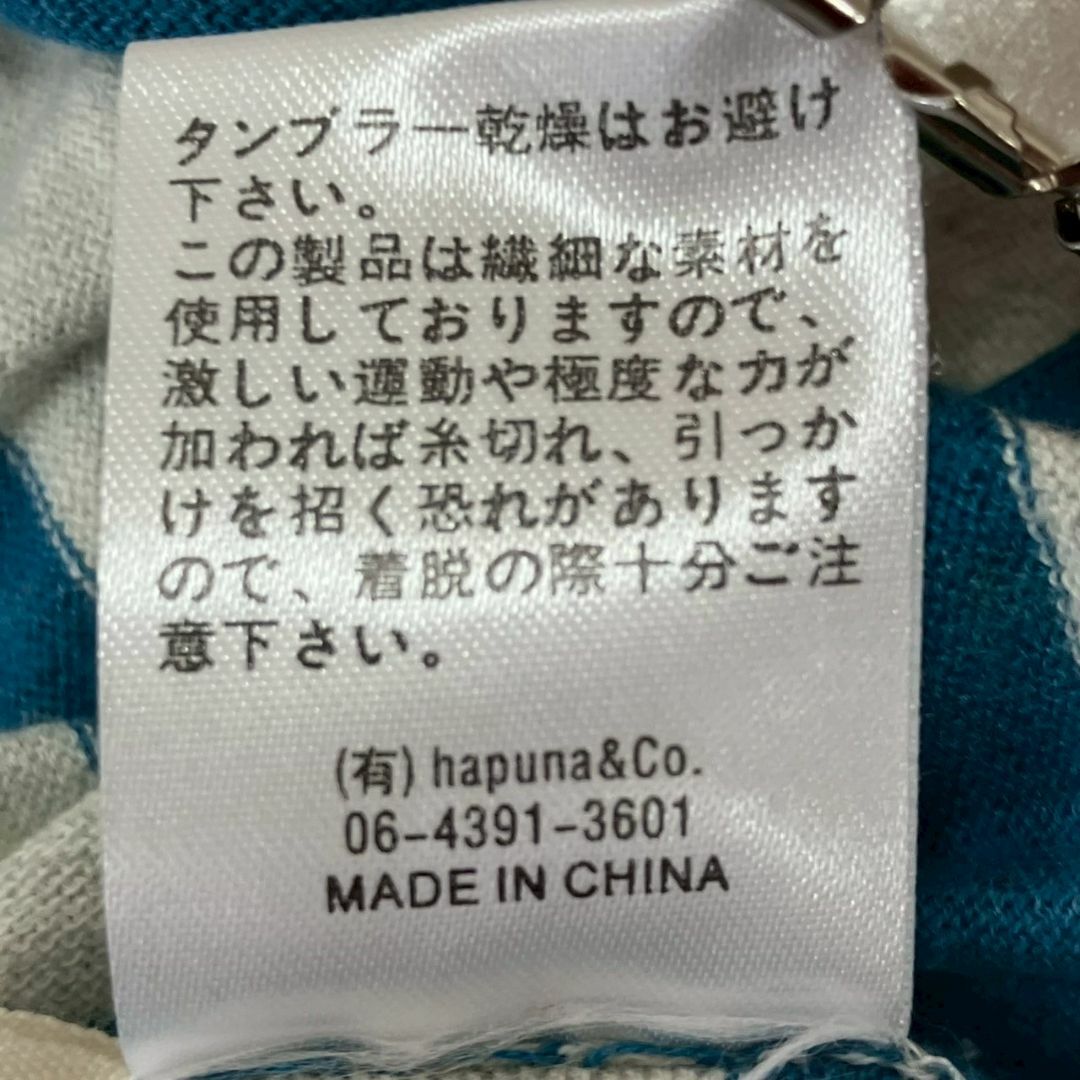 タンブラー乾燥はお避け
下さい。
この製品は繊細な素材を
使用しておりますので、
激しい運動や極度な力が
加われば糸切れ、引っか
けを招く恐れがあります
ので、着脱の際十分ご注
意下さい。
(有) hapuna&Co.
06-4391-3601
MADE IN CHINA